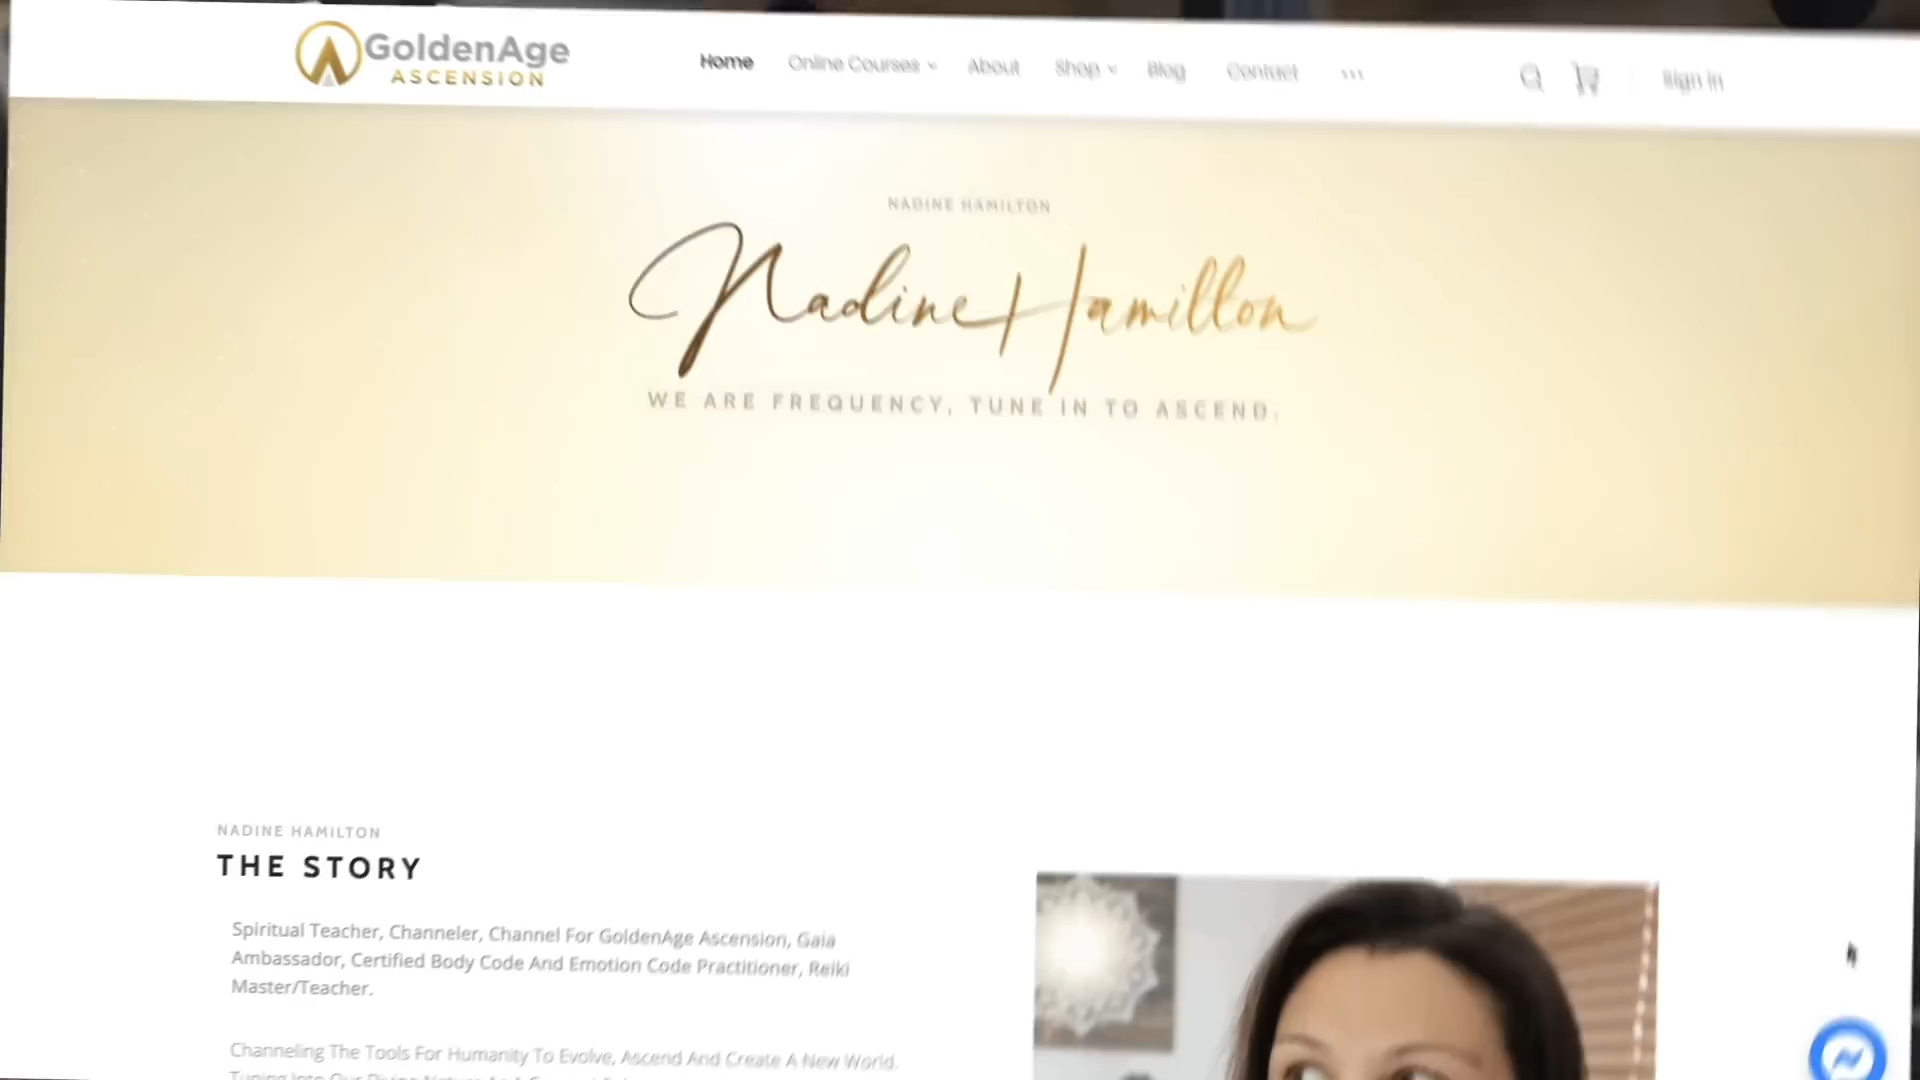 GoldenAge
ASCENSION
Home Online Courses About Shop Blog Contact ... Sign in
NADINE HAMILTON
Nadine Hamilton
WE ARE FREQUENCY, TUNE IN TO ASCEND.
NADINE HAMILTON
THE STORY
Spiritual Teacher, Channeler, Channel For GoldenAge Ascension, Gaia
Ambassador, Certified Body Code And Emotion Code Practitioner, Reiki
Master/Teacher.
Channeling The Tools For Humanity To Evolve, Ascend And Create A New World.